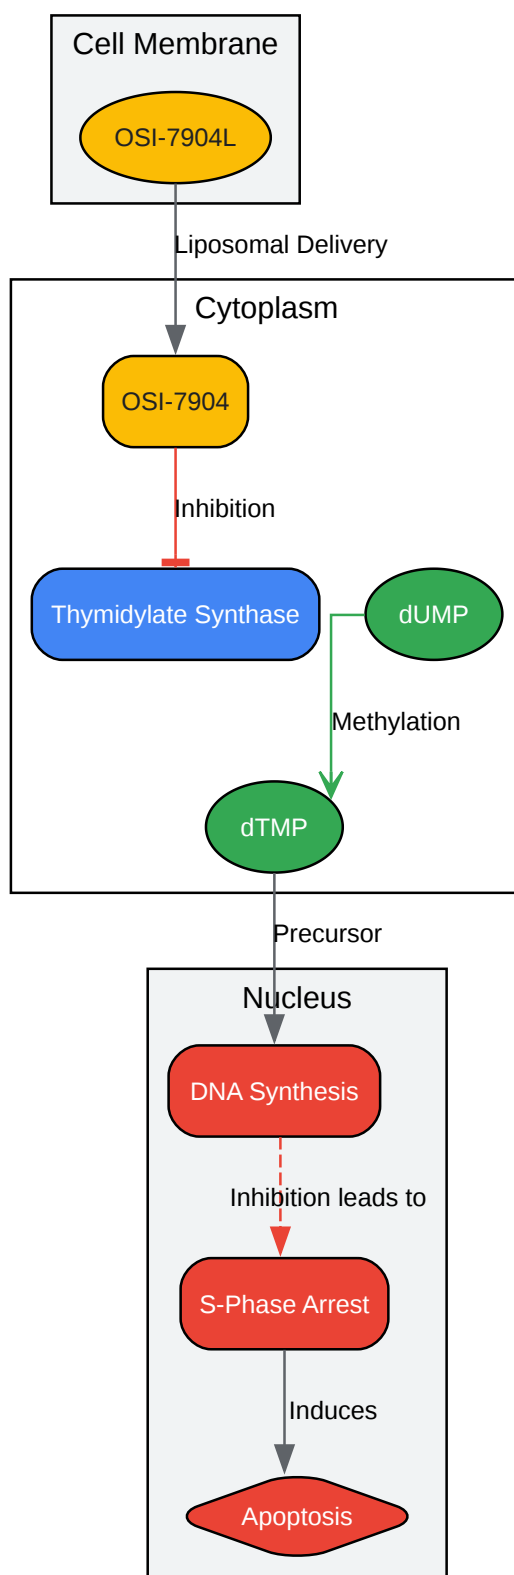 Cell Membrane
OSI-7904L
Liposomal Delivery
Cytoplasm
OSI-7904
Inhibition
Thymidylate Synthase
dUMP
Methylation
dTMP
Precursor
Nucleus
DNA Synthesis
Inhibition leads to
S-Phase Arrest
Induces
Apoptosis